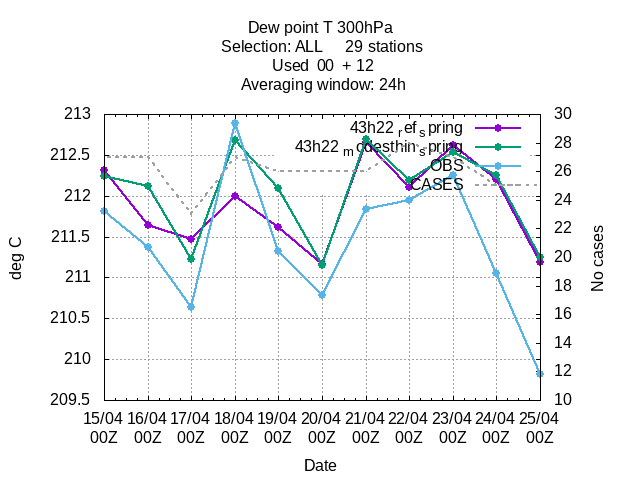 Dew point T 300hPa
Selection: ALL     29 stations
Used  00  + 12
Averaging window: 24h
213
212.5
212
211.5
211
210.5
210
209.5
deg C
30
28
26
24
22
20
18
16
14
12
10
No cases
43h22_ref_spring
43h22_modesthin_spring
OBS
CASES
15/04 16/04 17/04 18/04 19/04 20/04 21/04 22/04 23/04 24/04 25/04
00Z 00Z 00Z 00Z 00Z 00Z 00Z 00Z 00Z 00Z 00Z
Date